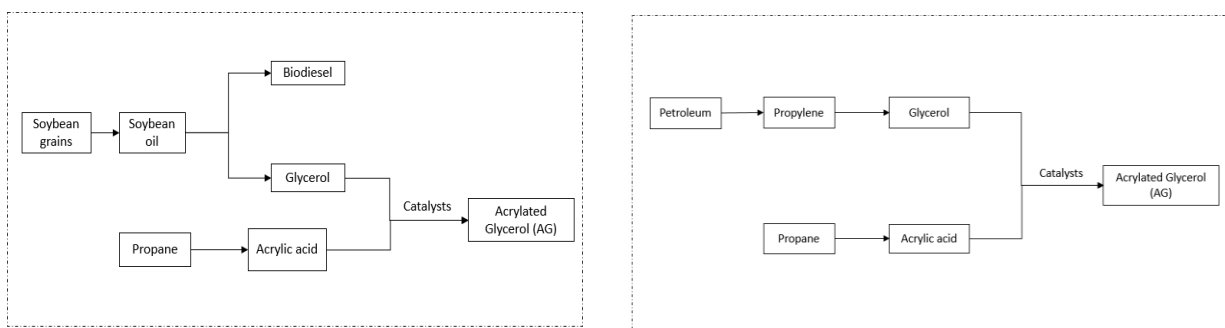 Biodiesel
Soybean
grains
Soybean
oil
Glycerol
Catalysts
Acrylated
Glycerol (AG)
Propane
Acrylic acid
Petroleum
Propylene
Glycerol
Catalysts
Acrylated Glycerol
(AG)
Propane
Acrylic acid